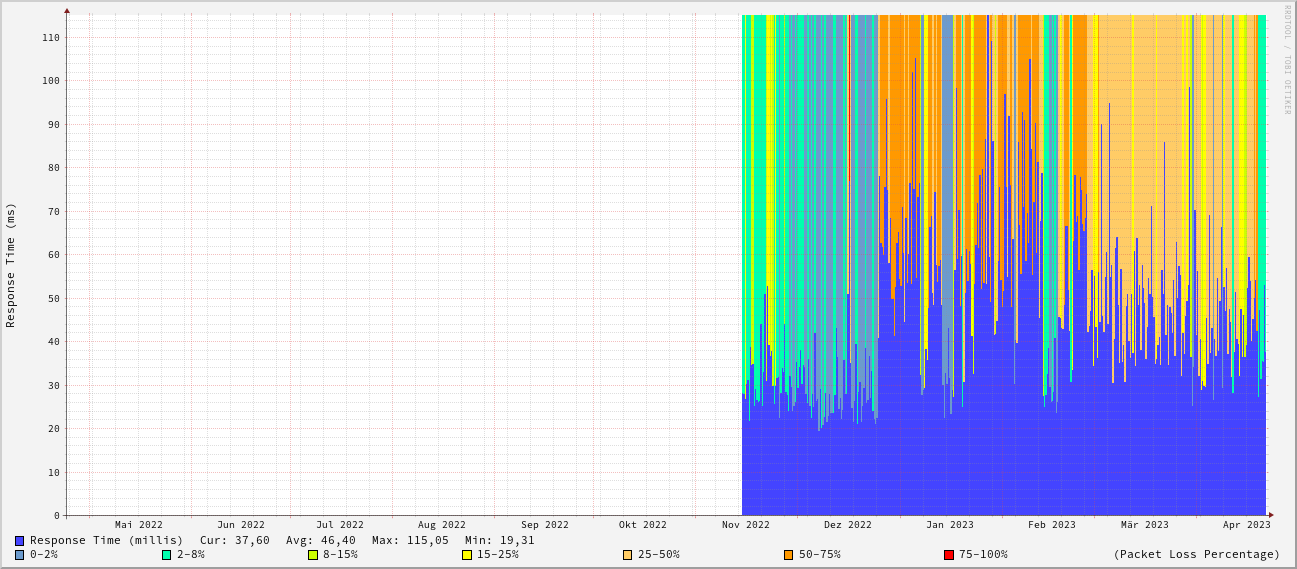 RRDTOOL / TOBI OETIKER
Response Time (ms)
110
100
90
80
70
60
50
40
30
20
10
0
Mai 2022 Jun 2022 Jul 2022 Aug 2022 Sep 2022 Okt 2022 Nov 2022 Dez 2022 Jan 2023 Feb 2023 Mär 2023 Apr 2023
Response Time (millis) Cur: 37,60 Avg: 46,40 Max: 115,05 Min: 19,31
0-2% 2-8% 8-15% 15-25% 25-50% 50-75% 75-100% (Packet Loss Percentage)